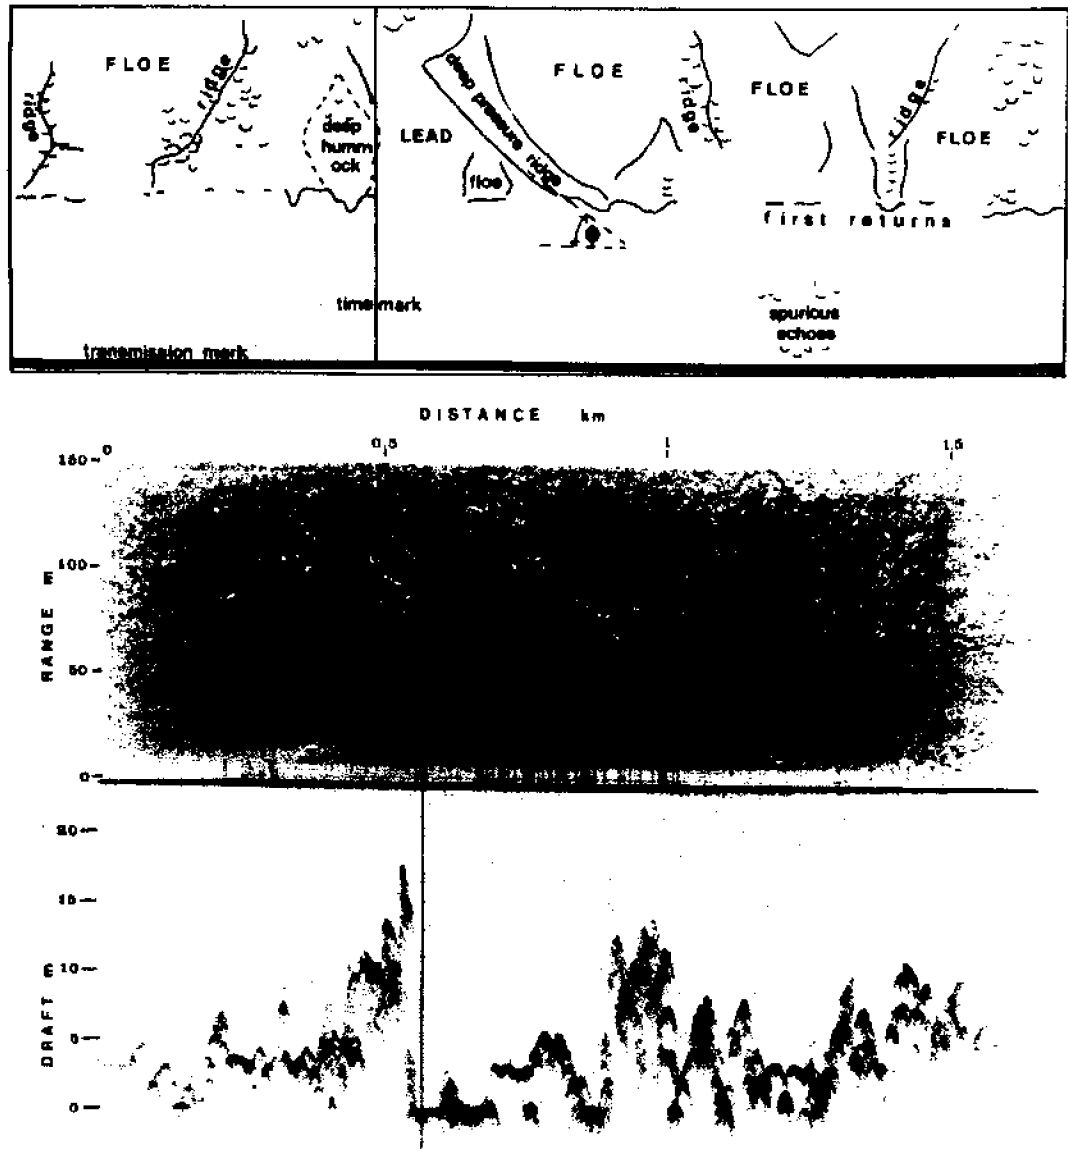 FLOE
ridge
ridge
deep
humm
ock
LEAD
deep pressure ridge
floe
FLOE
ridge
FLOE
ridge
FLOE
first returns
time mark
spurious
echoes
transmission mark
DISTANCE km
0
0,5
1
1,5
RANGE m
150
100
50
0
DRAFT m
20
15
10
5
0